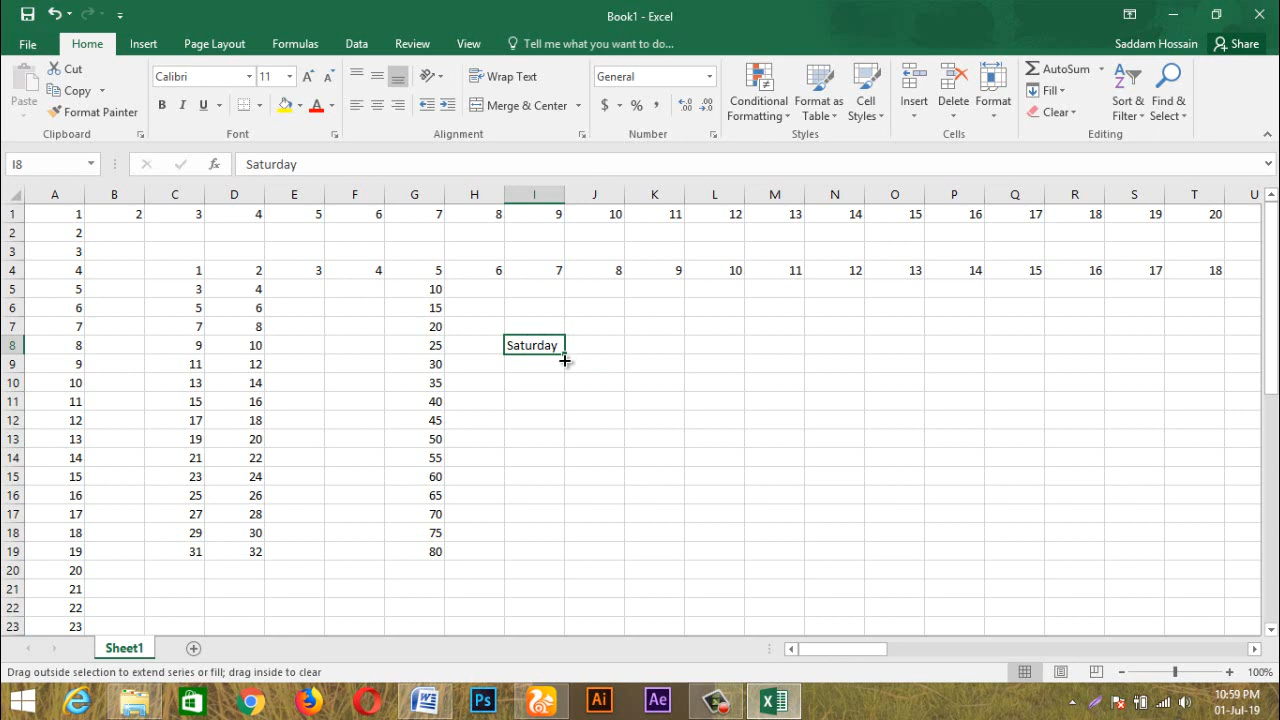 Book1 - Excel
File Home Insert Page Layout Formulas Data Review View Tell me what you want to do... Saddam Hossain Share
Paste Cut Copy Format Painter Clipboard
Calibri 11 B I U A Font
Wrap Text Merge & Center Alignment
General $ % , Number
Conditional Formatting Format as Table Cell Styles Styles
Insert Delete Format Cells
AutoSum Fill Clear Sort & Filter Find & Select Editing
I8 fx Saturday
A B C D E F G H I J K L M N O P Q R S T U
1 1 2 3 4 5 6 7 8 9 10 11 12 13 14 15 16 17 18 19 20
2 2
3 3
4 4 1 2 3 4 5 6 7 8 9 10 11 12 13 14 15 16 17 18
5 5 3 4 10
6 6 5 6 15
7 7 7 8 20
8 8 9 10 25 Saturday
9 9 11 12 30
10 10 13 14 35
11 11 15 16 40
12 12 17 18 45
13 13 19 20 50
14 14 21 22 55
15 15 23 24 60
16 16 25 26 65
17 17 27 28 70
18 18 29 30 75
19 19 31 32 80
20 20
21 21
22 22
23 23
Sheet1
Drag outside selection to extend series or fill; drag inside to clear 100%
W Ps Ai Ae X 10:59 PM
01-Jul-19